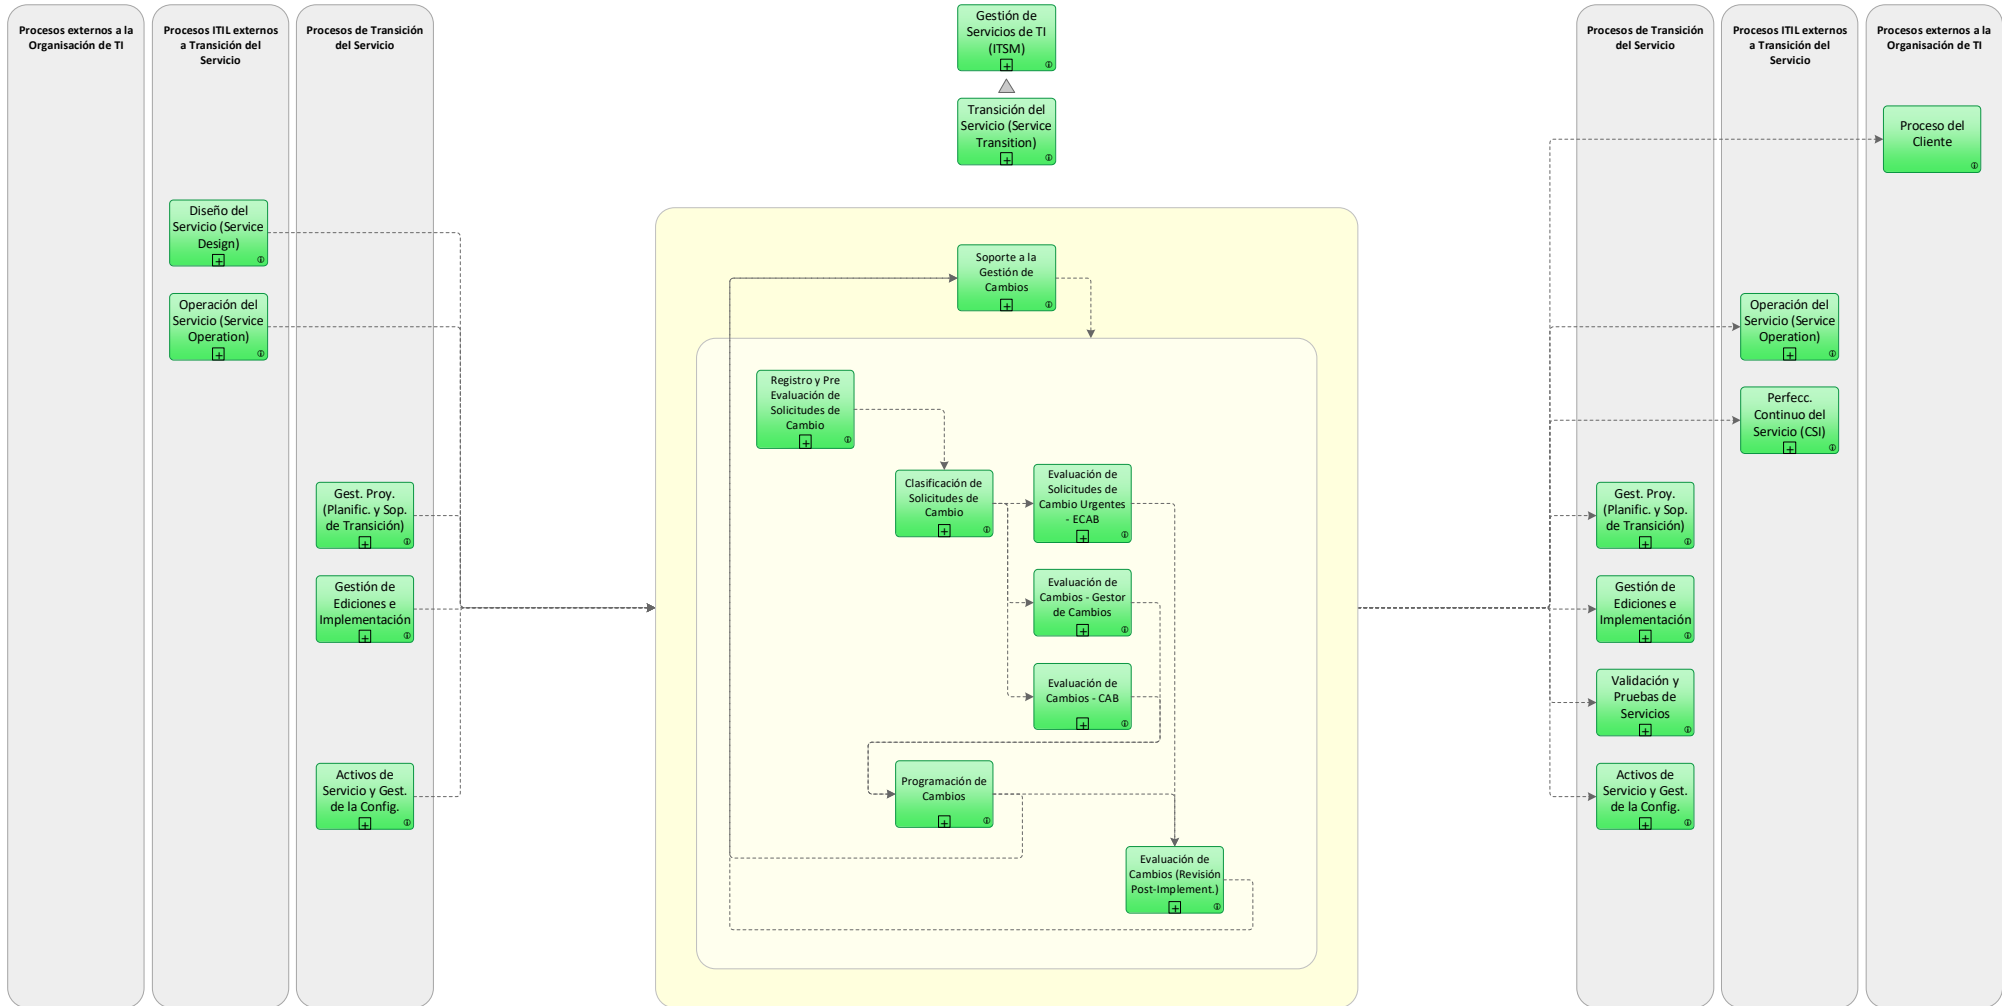 Procesos externos a la
Organisación de TI
Procesos ITIL externos
a Transición del
Servicio
Procesos de Transición
del Servicio
Gestión de
Servicios de TI
(ITSM)
Transición del
Servicio (Service
Transition)
Procesos de Transición
del Servicio
Procesos ITIL externos
a Transición del
Servicio
Procesos externos a la
Organisación de TI
Proceso del
Cliente
Diseño del
Servicio (Service
Design)
Operación del
Servicio (Service
Operation)
Gest. Proy.
(Planific. y Sop.
de Transición)
Gestión de
Ediciones e
Implementación
Activos de
Servicio y Gest.
de la Config.
Soporte a la
Gestión de
Cambios
Registro y Pre
Evaluación de
Solicitudes de
Cambio
Clasificación de
Solicitudes de
Cambio
Evaluación de
Solicitudes de
Cambio Urgentes
- ECAB
Evaluación de
Cambios - Gestor
de Cambios
Evaluación de
Cambios - CAB
Programación de
Cambios
Evaluación de
Cambios (Revisión
Post-Implement.)
Operación del
Servicio (Service
Operation)
Perfecc.
Continuo del
Servicio (CSI)
Gest. Proy.
(Planific. y Sop.
de Transición)
Gestión de
Ediciones e
Implementación
Validación y
Pruebas de
Servicios
Activos de
Servicio y Gest.
de la Config.